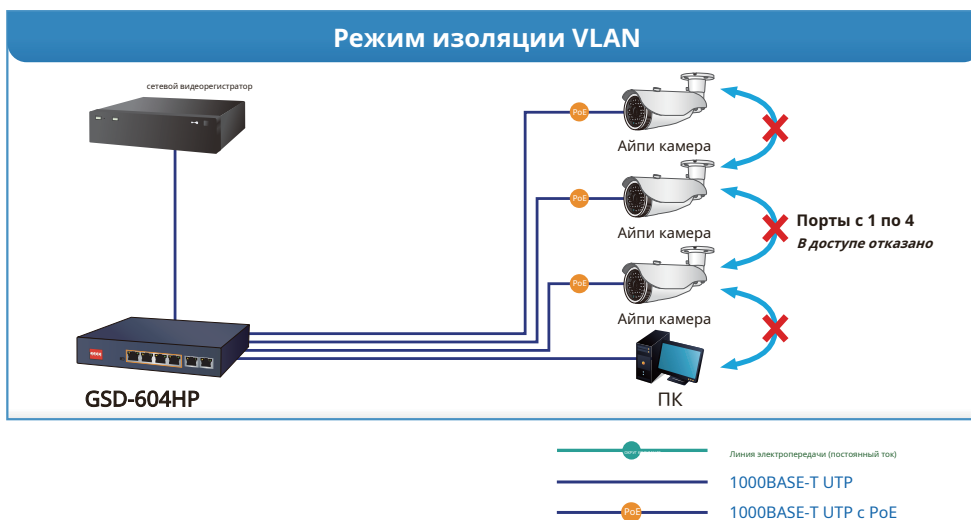 Режим изоляции VLAN
сетевой видеорегистратор
PoE
Айпи камера
PoE
Айпи камера
Порты с 1 по 4
В доступе отказано
PoE
Айпи камера
GSD-604HP
ПК
Линия электропередачи (постоянный ток)
1000BASE-T UTP
PoE
1000BASE-T UTP с PoE